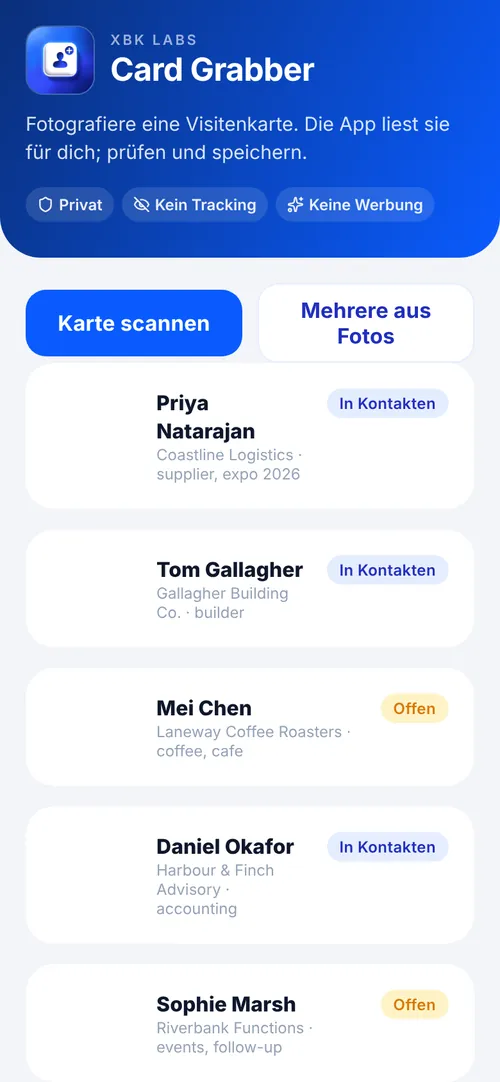 XBK LABS
Card Grabber
Fotografiere eine Visitenkarte. Die App liest sie
für dich; prüfen und speichern.
Privat
Kein Tracking
Keine Werbung
Karte scannen
Mehrere aus
Fotos
Priya
Natarajan
In Kontakten
Coastline Logistics ·
supplier, expo 2026
Tom Gallagher
In Kontakten
Gallagher Building
Co. · builder
Mei Chen
Offen
Laneway Coffee Roasters ·
coffee, cafe
Daniel Okafor
In Kontakten
Harbour & Finch
Advisory ·
accounting
Sophie Marsh
Offen
Riverbank Functions ·
events, follow-up